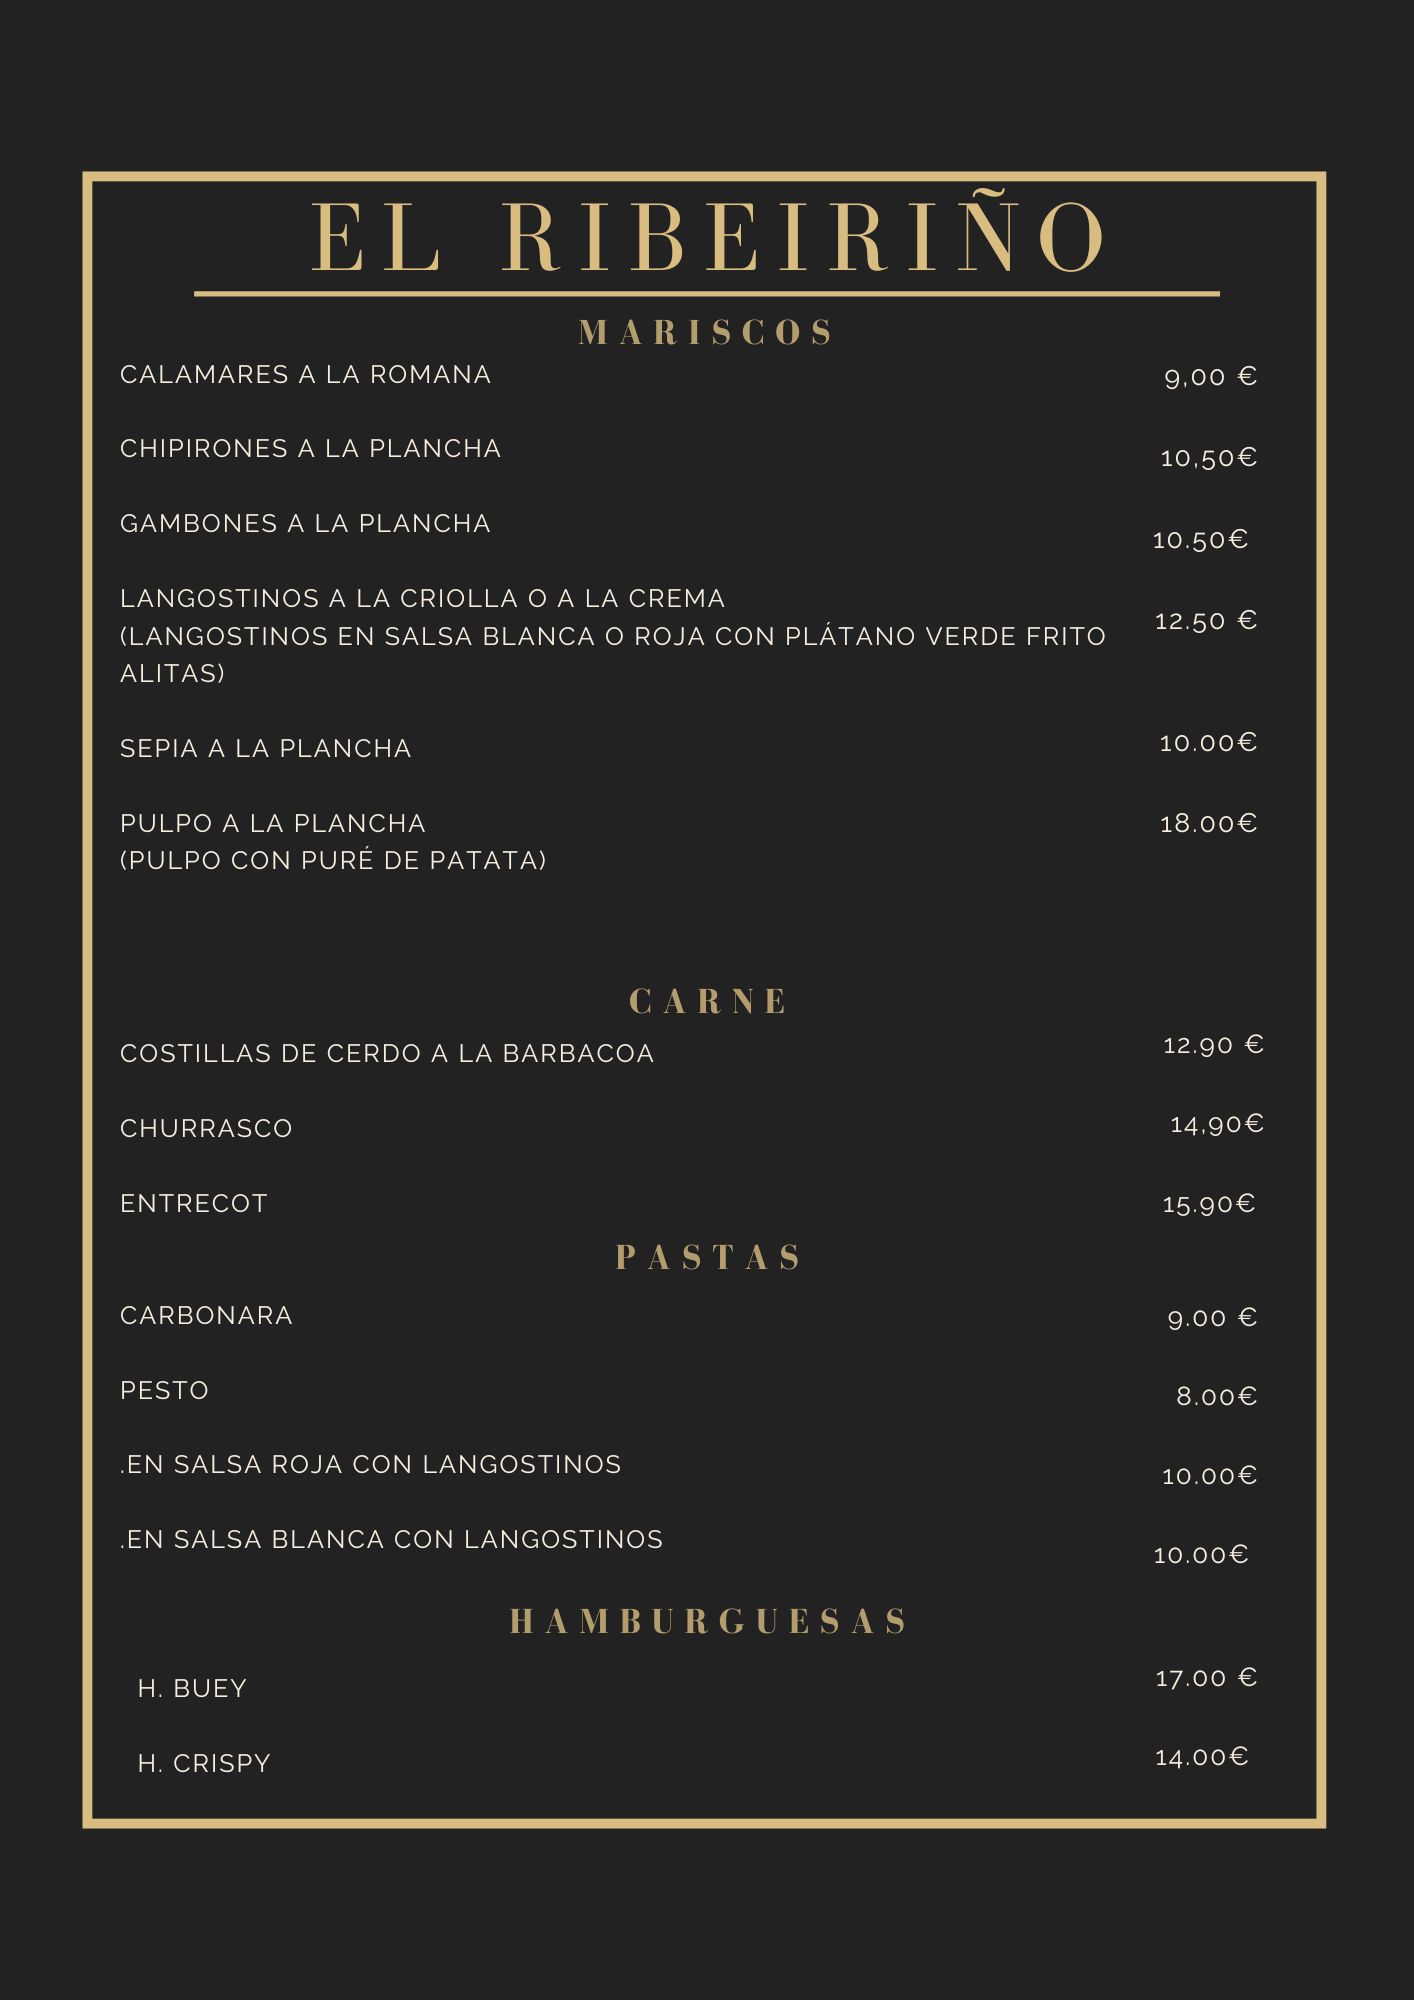 EL RIBEIRIÑO
MARISCOS
CALAMARES A LA ROMANA 9,00 €
CHIPIRONES A LA PLANCHA 10,50€
GAMBONES A LA PLANCHA 10.50€
LANGOSTINOS A LA CRIOLLA O A LA CREMA 12.50 €
(LANGOSTINOS EN SALSA BLANCA O ROJA CON PLÁTANO VERDE FRITO
ALITAS)
SEPIA A LA PLANCHA 10.00€
PULPO A LA PLANCHA 18.00€
(PULPO CON PURÉ DE PATATA)
CARNE
COSTILLAS DE CERDO A LA BARBACOA 12.90 €
CHURRASCO 14,90€
ENTRECOT 15.90€
PASTAS
CARBONARA 9.00 €
PESTO 8.00€
.EN SALSA ROJA CON LANGOSTINOS 10.00€
.EN SALSA BLANCA CON LANGOSTINOS 10.00€
HAMBURGUESAS
H. BUEY 17.00 €
H. CRISPY 14.00€